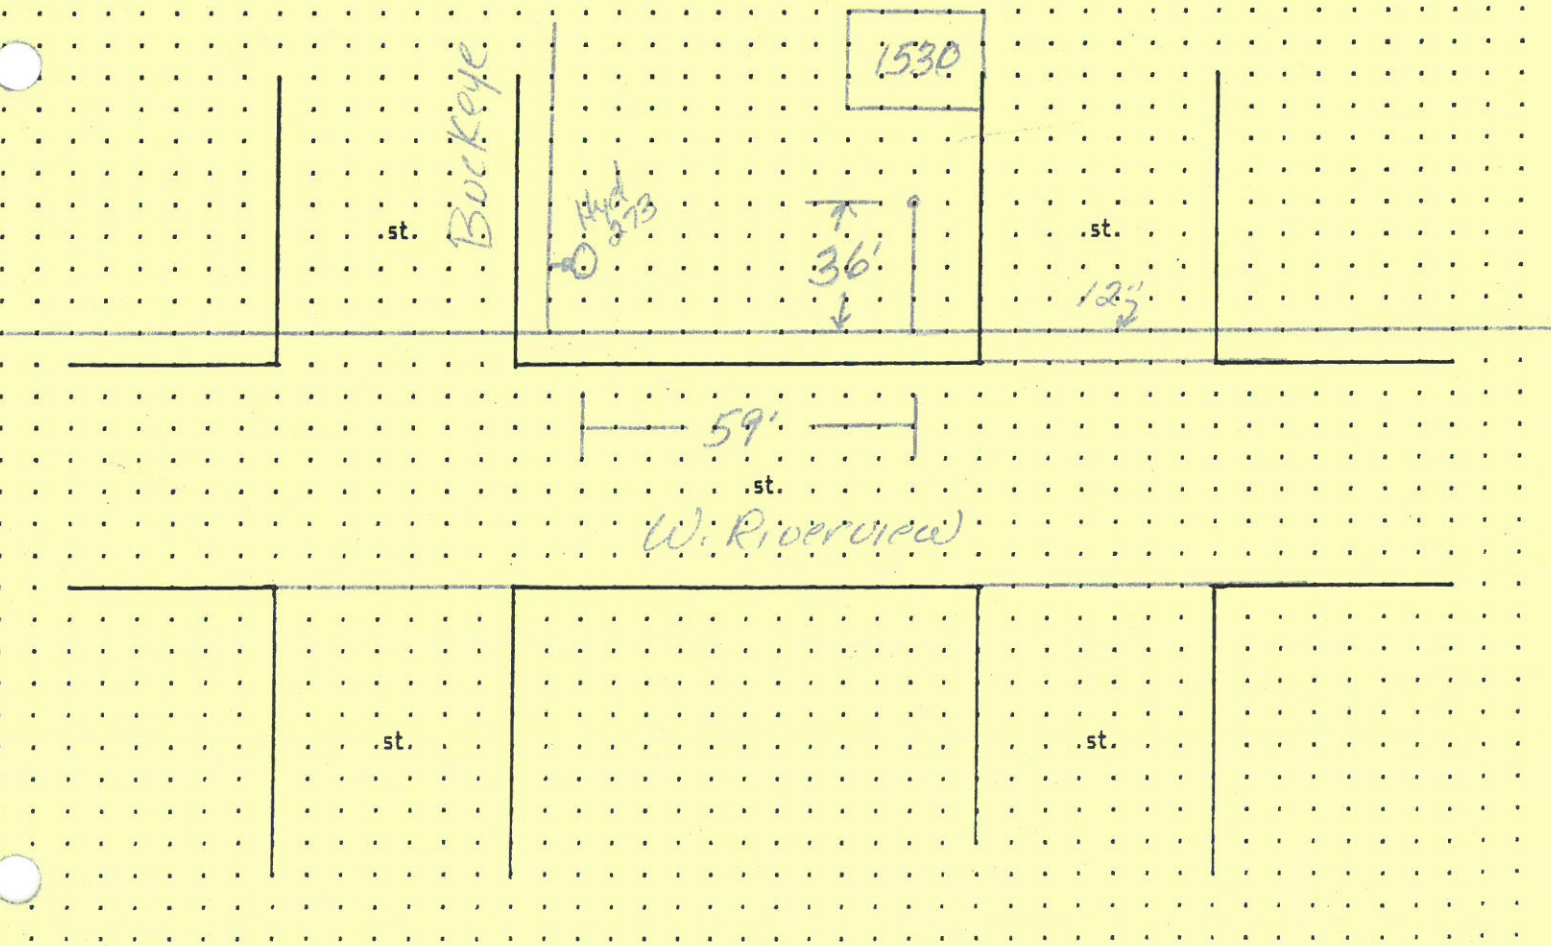 1530
Buckeye
Hyd
273
st.
st.
36'
12"
59'
st.
W. Riverview
st.
st.